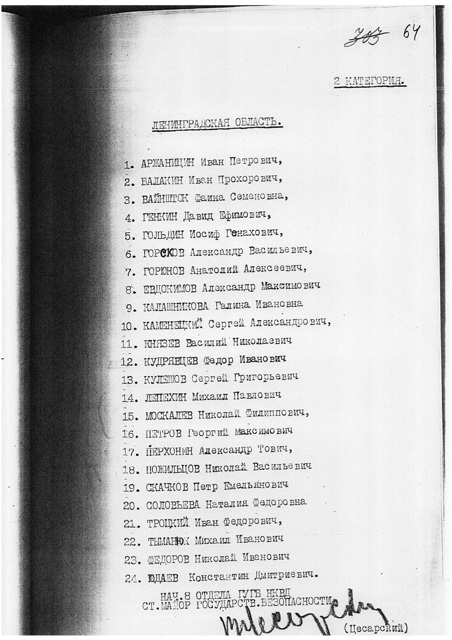 64
2 КАТЕГОРИЯ.
ЛЕНИНГРАДСКАЯ ОБЛАСТЬ.
1. АРЖАНИЦИН Иван Петрович,
2. БАЛАКИН Иван Прохорович,
3. ВАЙНШТОК Фаина Семеновна,
4. ГЕНКИН Давид Ефимович,
5. ГОЛЬДИН Иосиф Генахович,
6. ГОРСКОВ Александр Васильевич,
7. ГОРЮНОВ Анатолий Алексеевич,
8. ЕВДОКИМОВ Александр Максимович
9. КАЛАШНИКОВА Галина Ивановна
10. КАМЕНЕЦКИЙ Сергей Александрович,
11. КНЯЗЕВ Василий Николаевич
12. КУДРЯВЦЕВ Федор Иванович
13. КУЛЕШОВ Сергей Григорьевич
14. ЛЕПЕХИН Михаил Павлович
15. МОСКАЛЕВ Николай Филиппович,
16. ПЕТРОВ Георгий Максимович
17. ПЕРХОНИН Александр Тович,
18. ПОЖИЛЬЦОВ Николай Васильевич
19. СКАЧКОВ Петр Емельянович
20. СОЛОВЬЕВА Наталия Федоровна
21. ТРОЦКИЙ Иван Федорович,
22. ТЫМАНЮК Михаил Иванович
23. ФЕДОРОВ Николай Иванович
24. ЮДАЕВ Константин Дмитриевич.
НАЧ.8 ОТДЕЛА ГУГБ НКВД
СТ.МАЙОР ГОСУДАРСТВ.БЕЗОПАСНОСТИ
(Цесарский)